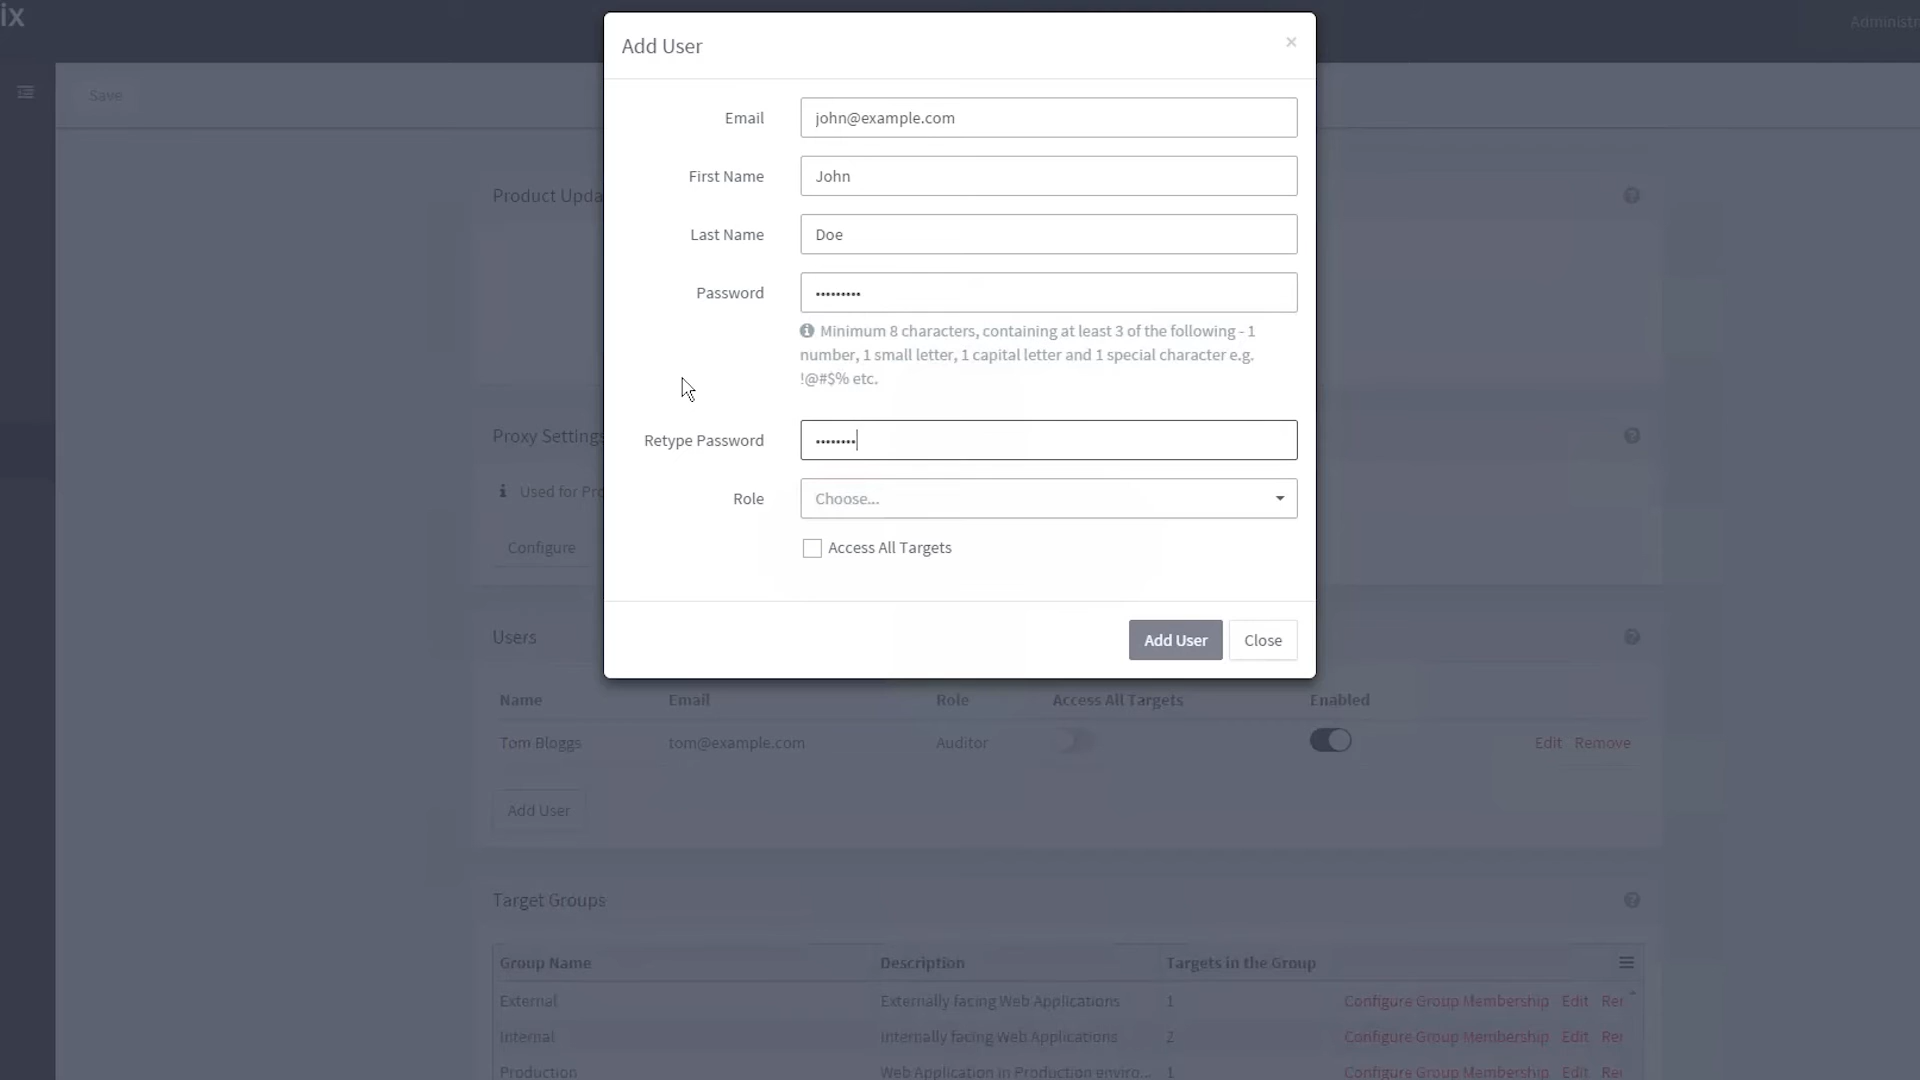 ix
Administr
Save
Add User
×
Email
john@example.com
First Name
John
Last Name
Doe
Password
•••••••••
Minimum 8 characters, containing at least 3 of the following - 1
number, 1 small letter, 1 capital letter and 1 special character e.g.
!@#$% etc.
Retype Password
••••••••
Role
Choose...
Access All Targets
Add User
Close
Product Upda
Proxy Settings
Used for Pro
Configure
Users
Name Email Role Access All Targets Enabled
Tom Bloggs tom@example.com Auditor Edit Remove
Add User
Target Groups
Group Name Description Targets in the Group
External Externally facing Web Applications 1 Configure Group Membership Edit Rei
Internal Internally facing Web Applications 2 Configure Group Membership Edit Rei
Production Web Application in Production enviro... 1 Configure Group Membership Edit Rei